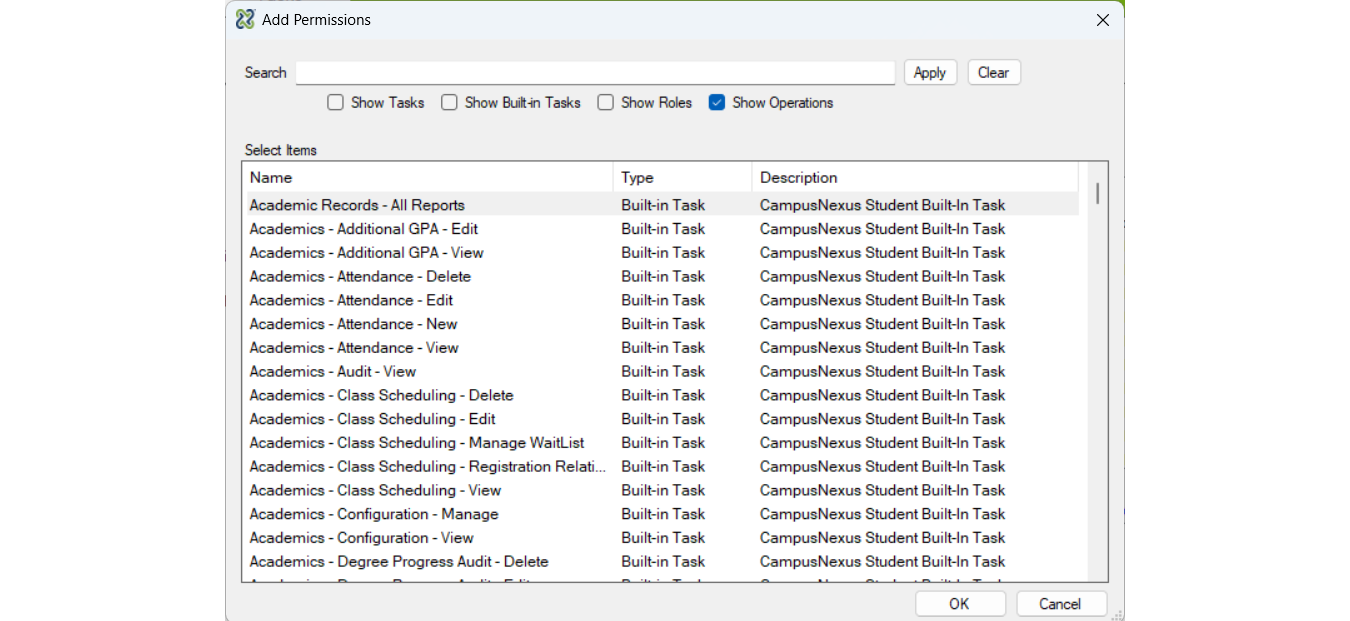 Add Permissions
Search Apply Clear
Show Tasks Show Built-in Tasks Show Roles Show Operations
Select Items
Name Type Description
Academic Records - All Reports Built-in Task CampusNexus Student Built-In Task
Academics - Additional GPA - Edit Built-in Task CampusNexus Student Built-In Task
Academics - Additional GPA - View Built-in Task CampusNexus Student Built-In Task
Academics - Attendance - Delete Built-in Task CampusNexus Student Built-In Task
Academics - Attendance - Edit Built-in Task CampusNexus Student Built-In Task
Academics - Attendance - New Built-in Task CampusNexus Student Built-In Task
Academics - Attendance - View Built-in Task CampusNexus Student Built-In Task
Academics - Audit - View Built-in Task CampusNexus Student Built-In Task
Academics - Class Scheduling - Delete Built-in Task CampusNexus Student Built-In Task
Academics - Class Scheduling - Edit Built-in Task CampusNexus Student Built-In Task
Academics - Class Scheduling - Manage WaitList Built-in Task CampusNexus Student Built-In Task
Academics - Class Scheduling - Registration Relati... Built-in Task CampusNexus Student Built-In Task
Academics - Class Scheduling - View Built-in Task CampusNexus Student Built-In Task
Academics - Configuration - Manage Built-in Task CampusNexus Student Built-In Task
Academics - Configuration - View Built-in Task CampusNexus Student Built-In Task
Academics - Degree Progress Audit - Delete Built-in Task CampusNexus Student Built-In Task
OK Cancel